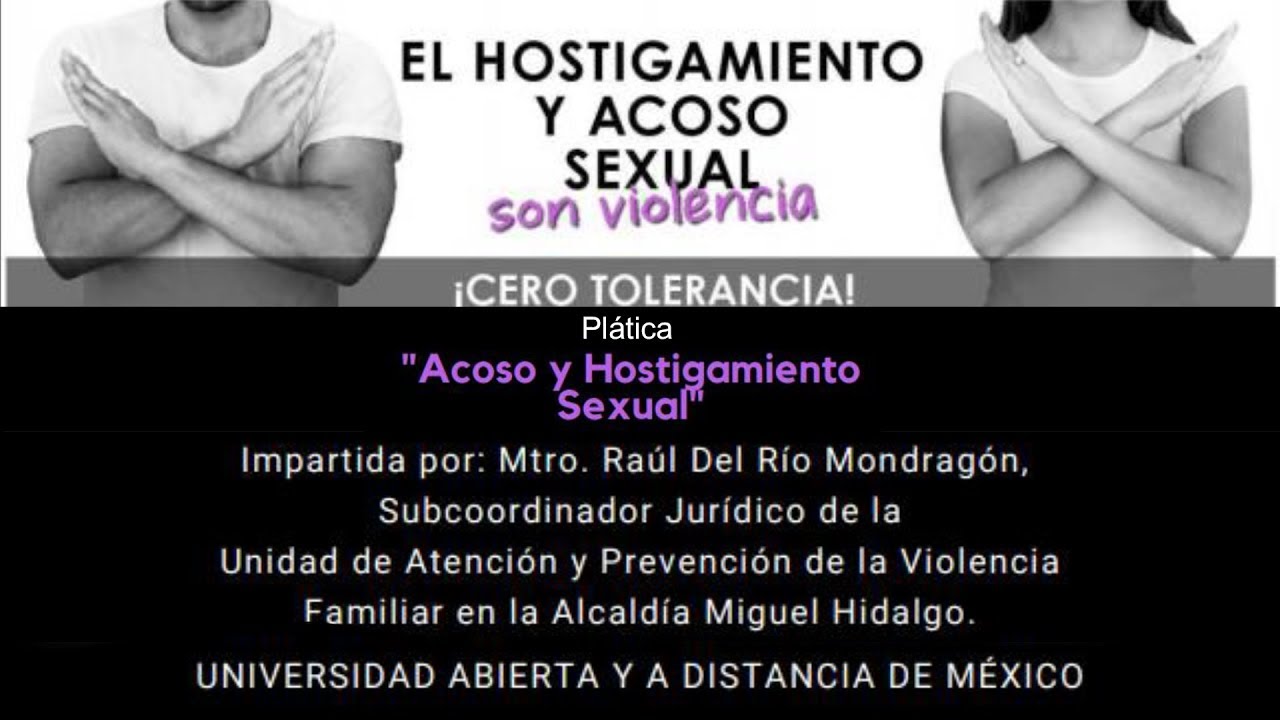 EL HOSTIGAMIENTO
Y ACOSO
SEXUAL
son violencia
¡CERO TOLERANCIA!
Plática
"Acoso y Hostigamiento
Sexual"
Impartida por: Mtro. Raúl Del Río Mondragón,
Subcoordinador Jurídico de la
Unidad de Atención y Prevención de la Violencia
Familiar en la Alcaldía Miguel Hidalgo.
UNIVERSIDAD ABIERTA Y A DISTANCIA DE MÉXICO